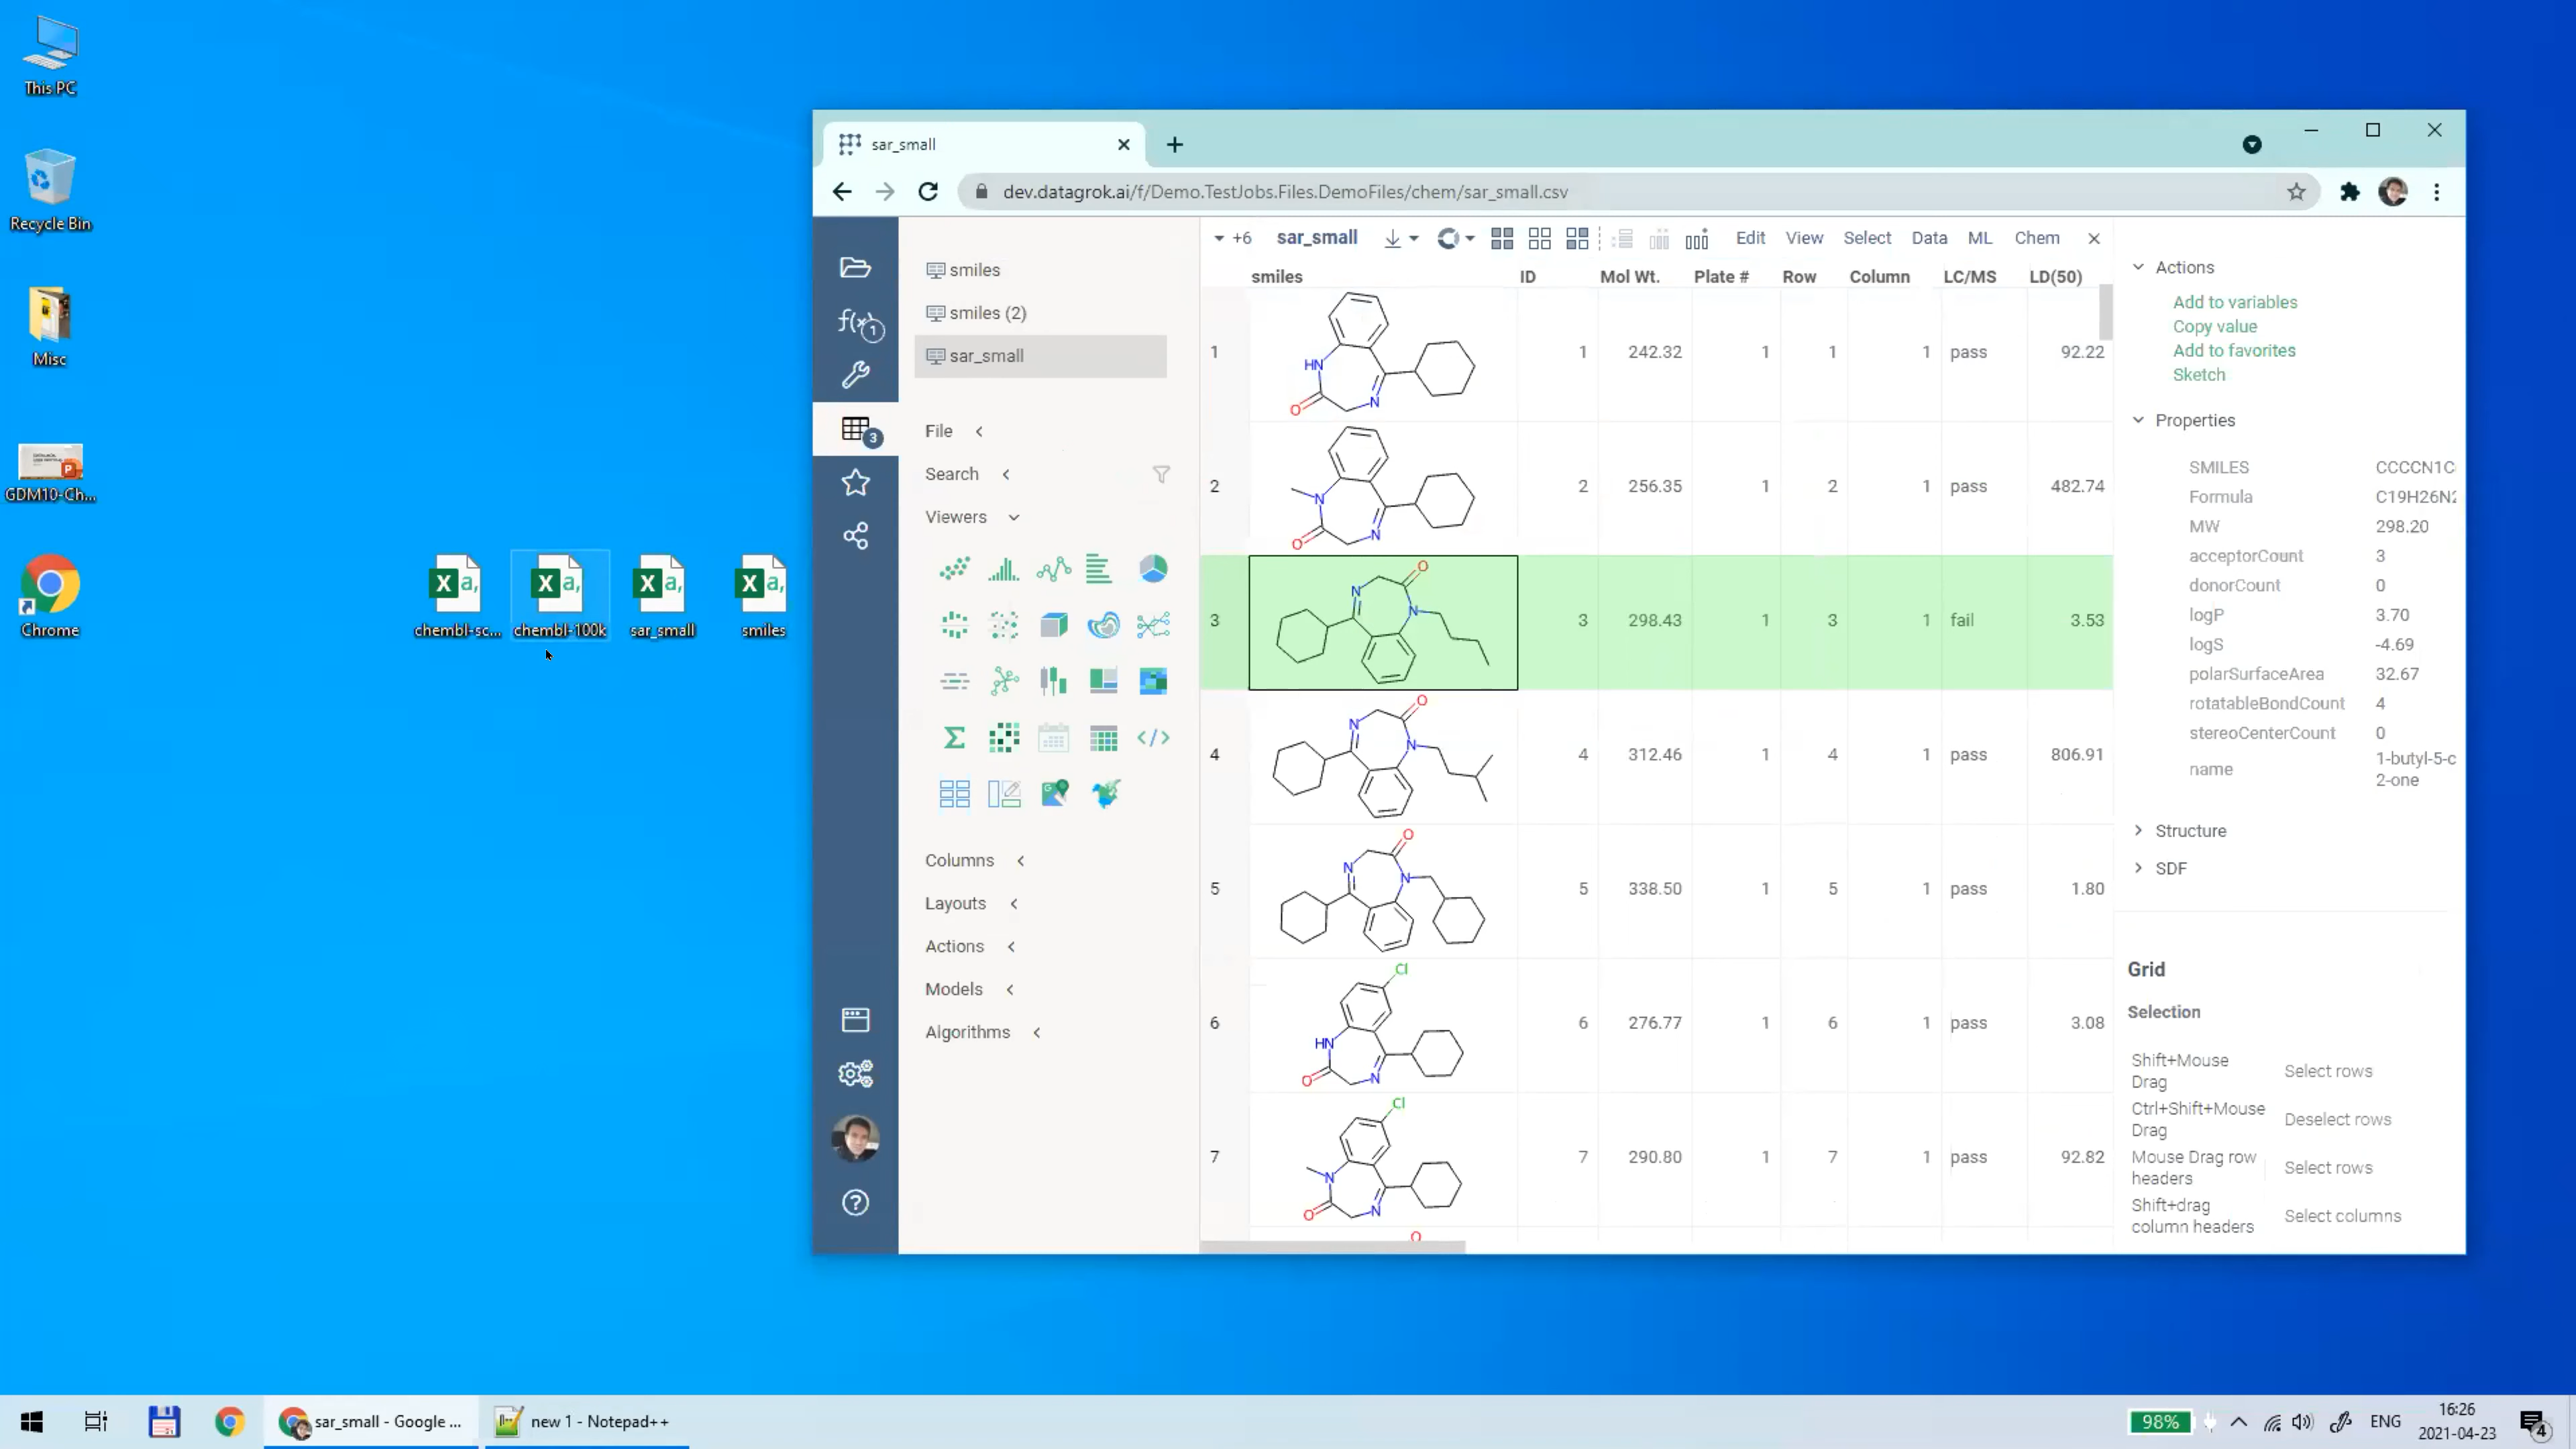 This PC
Recycle Bin
Misc
GDM10-Ch...
Chrome
chembl-sc...
chembl-100k
sar_small
smiles
sar_small
dev.datagrok.ai/f/Demo.TestJobs.Files.DemoFiles/chem/sar_small.csv
smiles
smiles (2)
sar_small
f(x) 1
3
File
Search
Viewers
Columns
Layouts
Actions
Models
Algorithms
+6 sar_small Edit View Select Data ML Chem
smiles ID Mol Wt. Plate # Row Column LC/MS LD(50)
1 HN O N 1 242.32 1 1 1 pass 92.22
2 N O N 2 256.35 1 2 1 pass 482.74
3 O N N 3 298.43 1 3 1 fail 3.53
4 O N N 4 312.46 1 4 1 pass 806.91
5 O N N 5 338.50 1 5 1 pass 1.80
6 Cl HN O N 6 276.77 1 6 1 pass 3.08
7 Cl N O N 7 290.80 1 7 1 pass 92.82
O
Actions
Add to variables
Copy value
Add to favorites
Sketch
Properties
SMILES CCCCN1C
Formula C19H26N2
MW 298.20
acceptorCount 3
donorCount 0
logP 3.70
logS -4.69
polarSurfaceArea 32.67
rotatableBondCount 4
stereoCenterCount 0
name 1-butyl-5-c
2-one
Structure
SDF
Grid
Selection
Shift+Mouse
Drag Select rows
Ctrl+Shift+Mouse
Drag Deselect rows
Mouse Drag row
headers Select rows
Shift+drag
column headers Select columns
sar_small - Google ...
new 1 - Notepad++
98%
ENG
16:26
2021-04-23
4